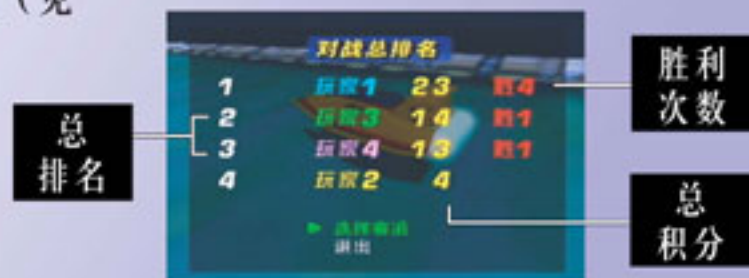 （见
对战总排名
1 玩家1 23 胜4
2 玩家3 14 胜1
3 玩家4 13 胜1
4 玩家2 4
▶ 选择赛道
退出
总
排名
胜利
次数
总
积分